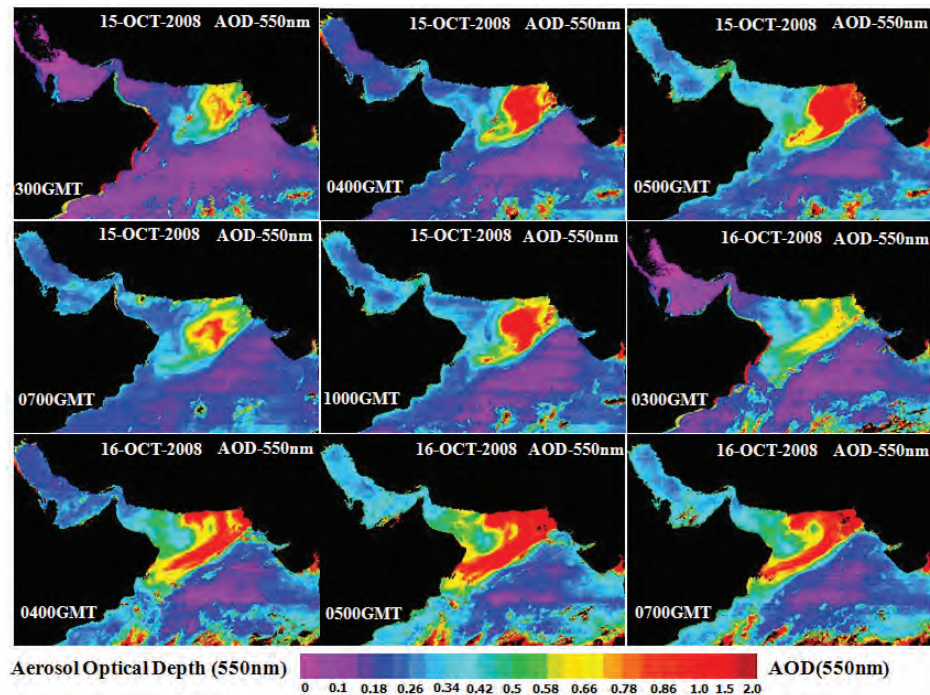 15-OCT-2008 AOD-550nm
300GMT
15-OCT-2008 AOD-550nm
0400GMT
15-OCT-2008 AOD-550nm
0500GMT
15-OCT-2008 AOD-550nm
0700GMT
15-OCT-2008 AOD-550nm
1000GMT
16-OCT-2008 AOD-550nm
0300GMT
16-OCT-2008 AOD-550nm
0400GMT
16-OCT-2008 AOD-550nm
0500GMT
16-OCT-2008 AOD-550nm
0700GMT
Aerosol Optical Depth (550nm) AOD(550nm)
0 0.1 0.18 0.26 0.34 0.42 0.5 0.58 0.66 0.78 0.86 1.0 1.5 2.0